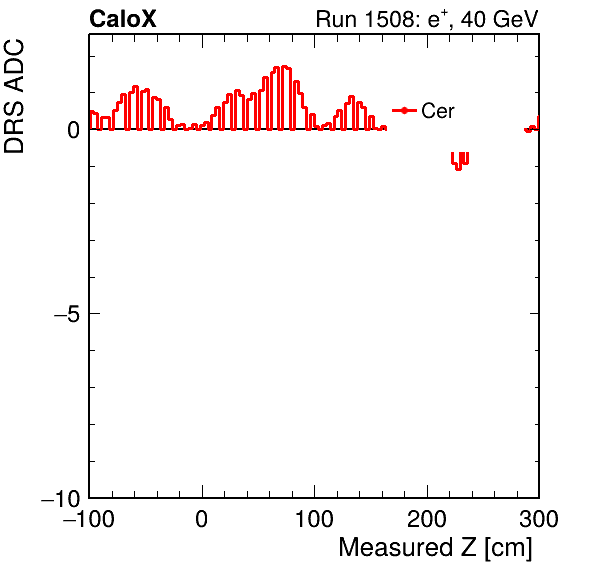 CaloX
Run 1508: e+, 40 GeV
DRS ADC
Cer
0
−5
−10
−100 0 100 200 300
Measured Z [cm]